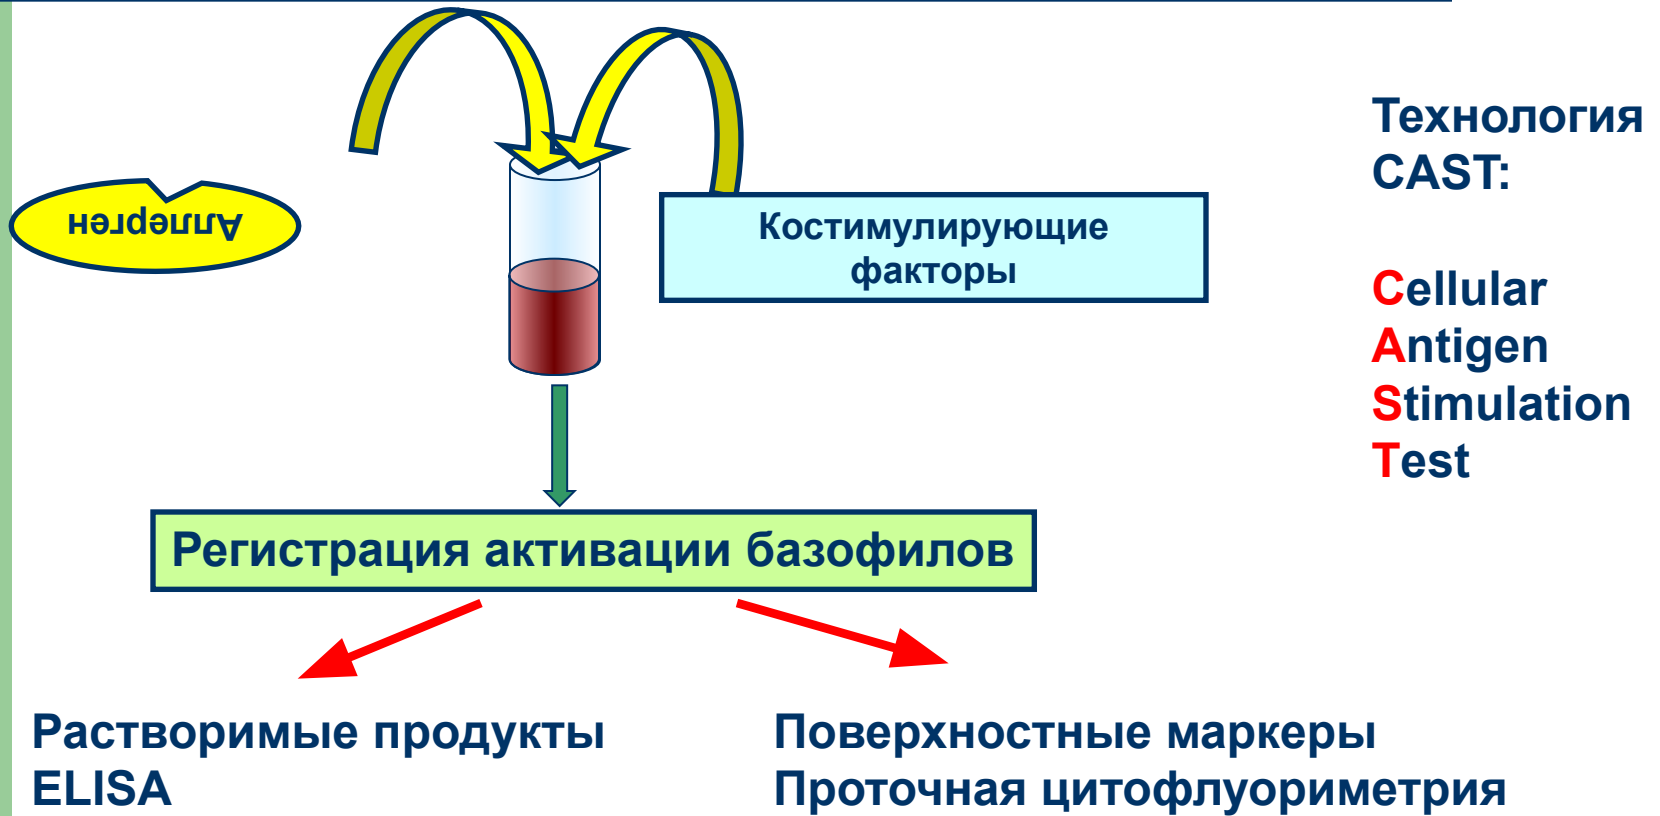 Технология
CAST:
Аллерген
Костимулирующие
факторы
Cellular
Antigen
Stimulation
Test
Регистрация активации базофилов
Растворимые продукты
ELISA
Поверхностные маркеры
Проточная цитофлуориметрия